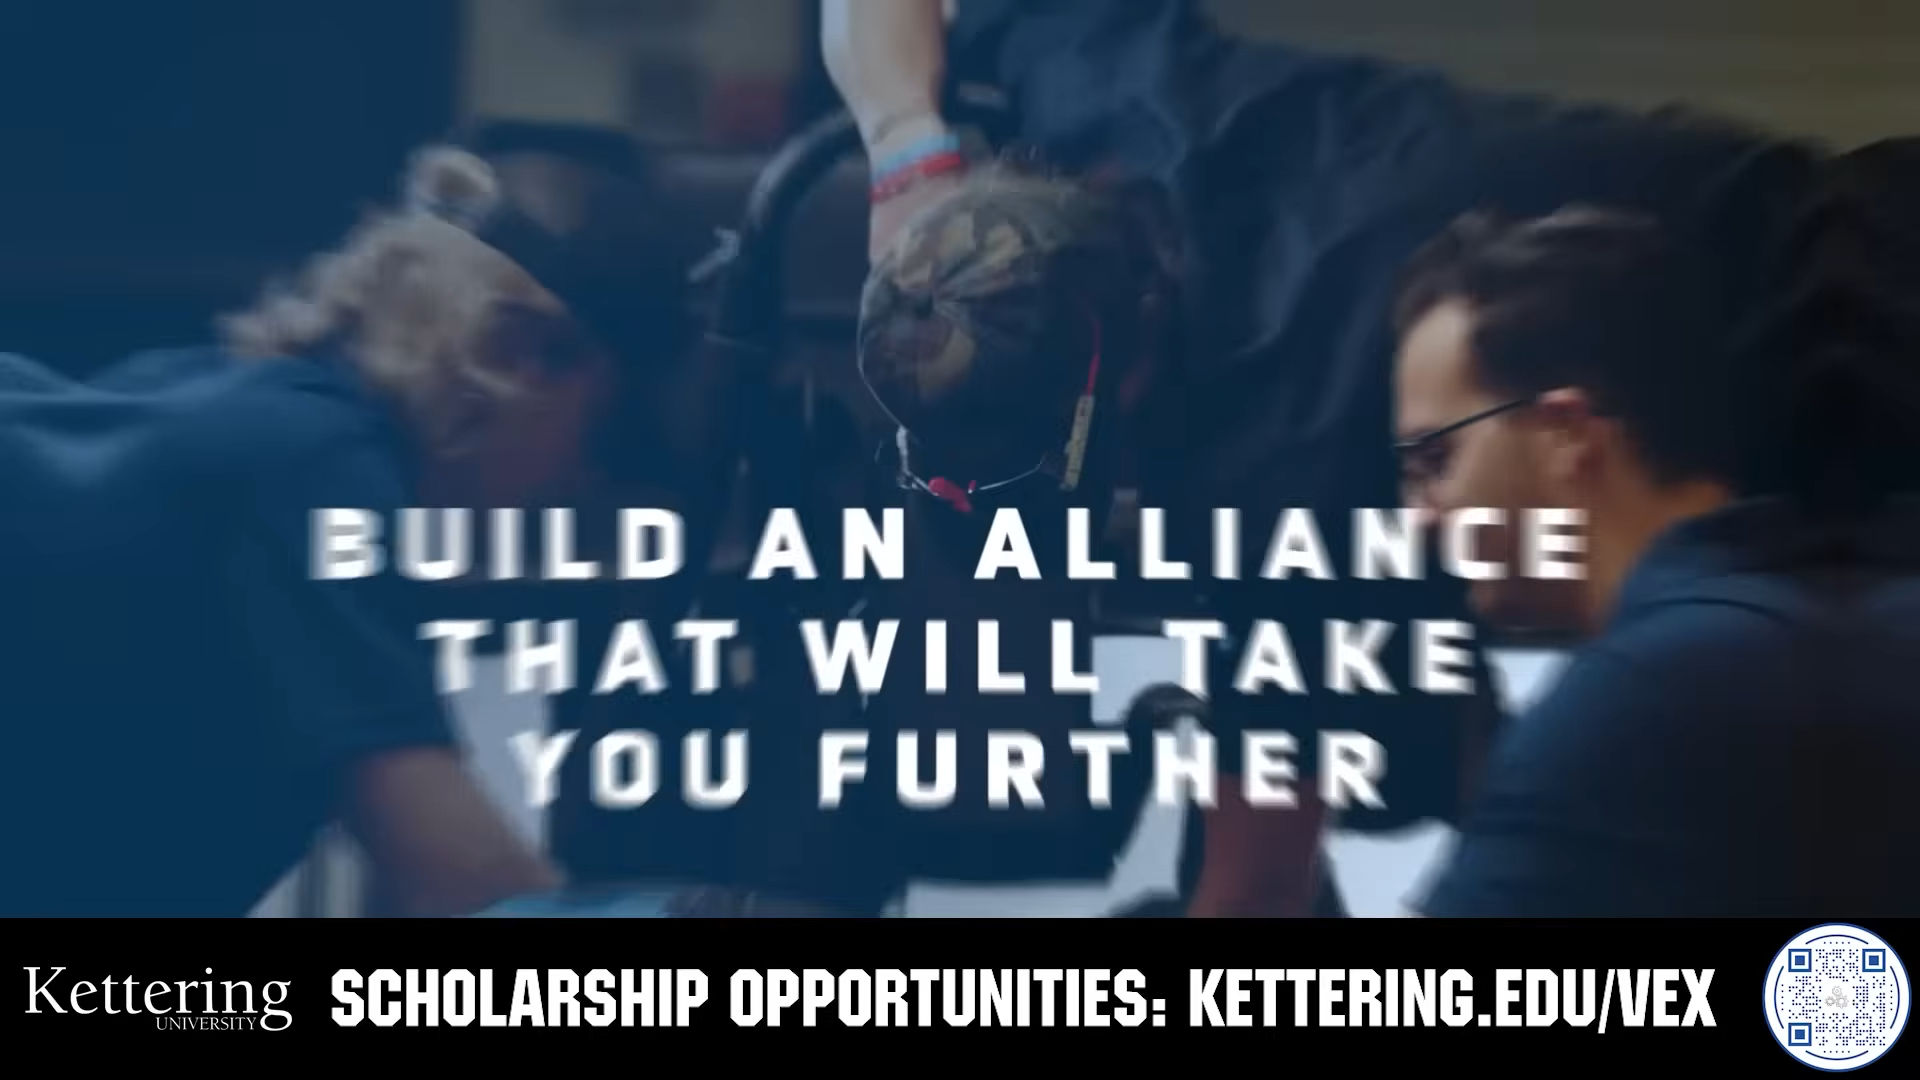 BUILD AN ALLIANCE
THAT WILL TAKE
YOU FURTHER
Kettering
UNIVERSITY
SCHOLARSHIP OPPORTUNITIES: KETTERING.EDU/VEX